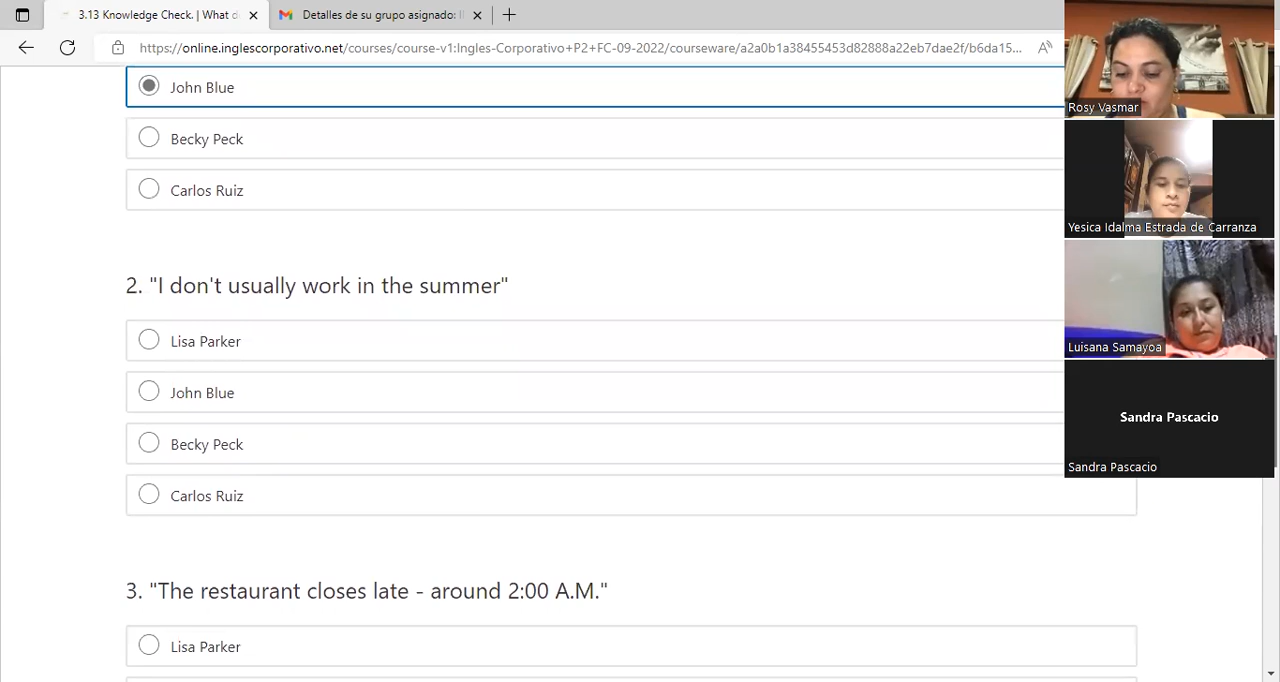 3.13 Knowledge Check. | What d
Detalles de su grupo asignado: I
https://online.inglescorporativo.net/courses/course-v1:Ingles-Corporativo+P2+FC-09-2022/courseware/a2a0b1a38455453d82888a22eb7dae2f/b6da15...
John Blue
Becky Peck
Carlos Ruiz
2. "I don't usually work in the summer"
Lisa Parker
John Blue
Becky Peck
Carlos Ruiz
3. "The restaurant closes late - around 2:00 A.M."
Lisa Parker
Rosy Vasmar
Yesica Idalma Estrada de Carranza
Luisana Samayoa
Sandra Pascacio
Sandra Pascacio